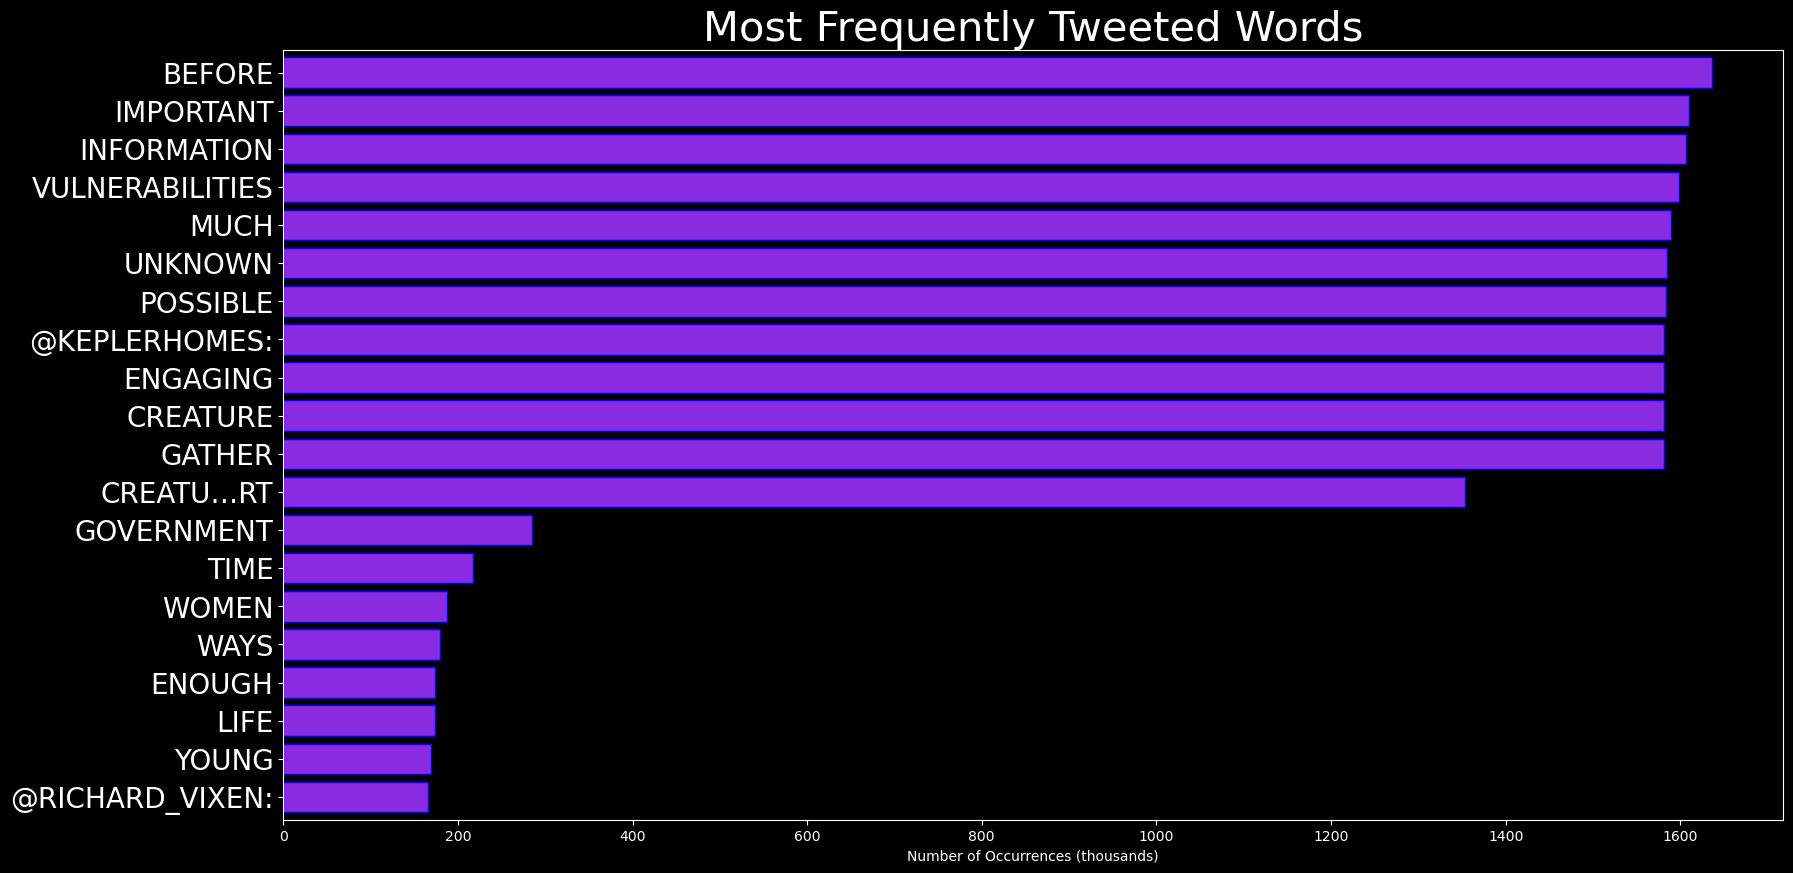 Most Frequently Tweeted Words
BEFORE
IMPORTANT
INFORMATION
VULNERABILITIES
MUCH
UNKNOWN
POSSIBLE
@KEPLERHOMES:
ENGAGING
CREATURE
GATHER
CREATU…RT
GOVERNMENT
TIME
WOMEN
WAYS
ENOUGH
LIFE
YOUNG
@RICHARD_VIXEN:
0 200 400 600 800 1000 1200 1400 1600
Number of Occurrences (thousands)